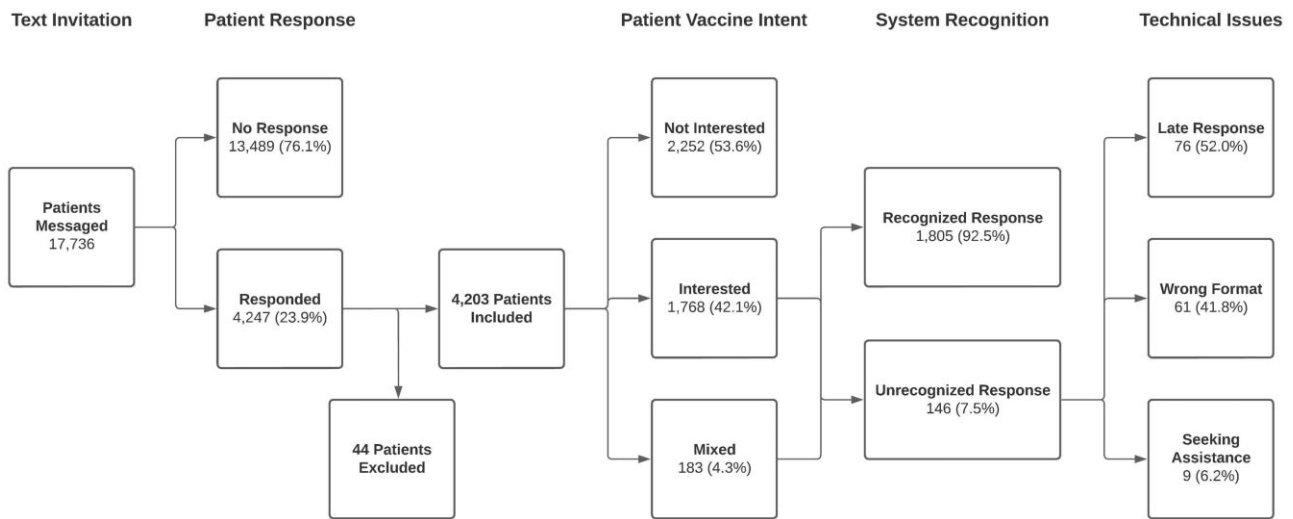 Text Invitation
Patient Response
Patient Vaccine Intent
System Recognition
Technical Issues
Patients
Messaged
17,736
No Response
13,489 (76.1%)
Responded
4,247 (23.9%)
44 Patients
Excluded
4,203 Patients
Included
Not Interested
2,252 (53.6%)
Interested
1,768 (42.1%)
Mixed
183 (4.3%)
Recognized Response
1,805 (92.5%)
Unrecognized Response
146 (7.5%)
Late Response
76 (52.0%)
Wrong Format
61 (41.8%)
Seeking
Assistance
9 (6.2%)